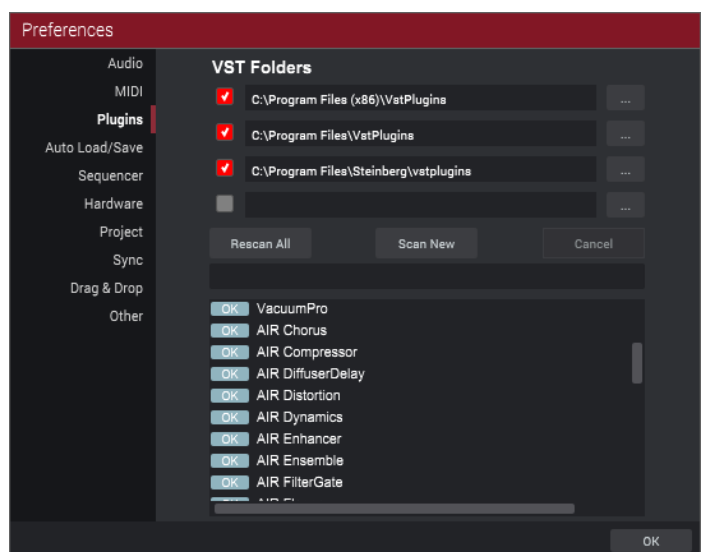 Preferences
Audio
MIDI
Plugins
Auto Load/Save
Sequencer
Hardware
Project
Sync
Drag & Drop
Other
VST Folders
C:\Program Files (x86)\VstPlugins ...
C:\Program Files\VstPlugins ...
C:\Program Files\Steinberg\vstplugins ...
...
Rescan All Scan New Cancel
OK VacuumPro
OK AIR Chorus
OK AIR Compressor
OK AIR DiffuserDelay
OK AIR Distortion
OK AIR Dynamics
OK AIR Enhancer
OK AIR Ensemble
OK AIR FilterGate
AIR
OK